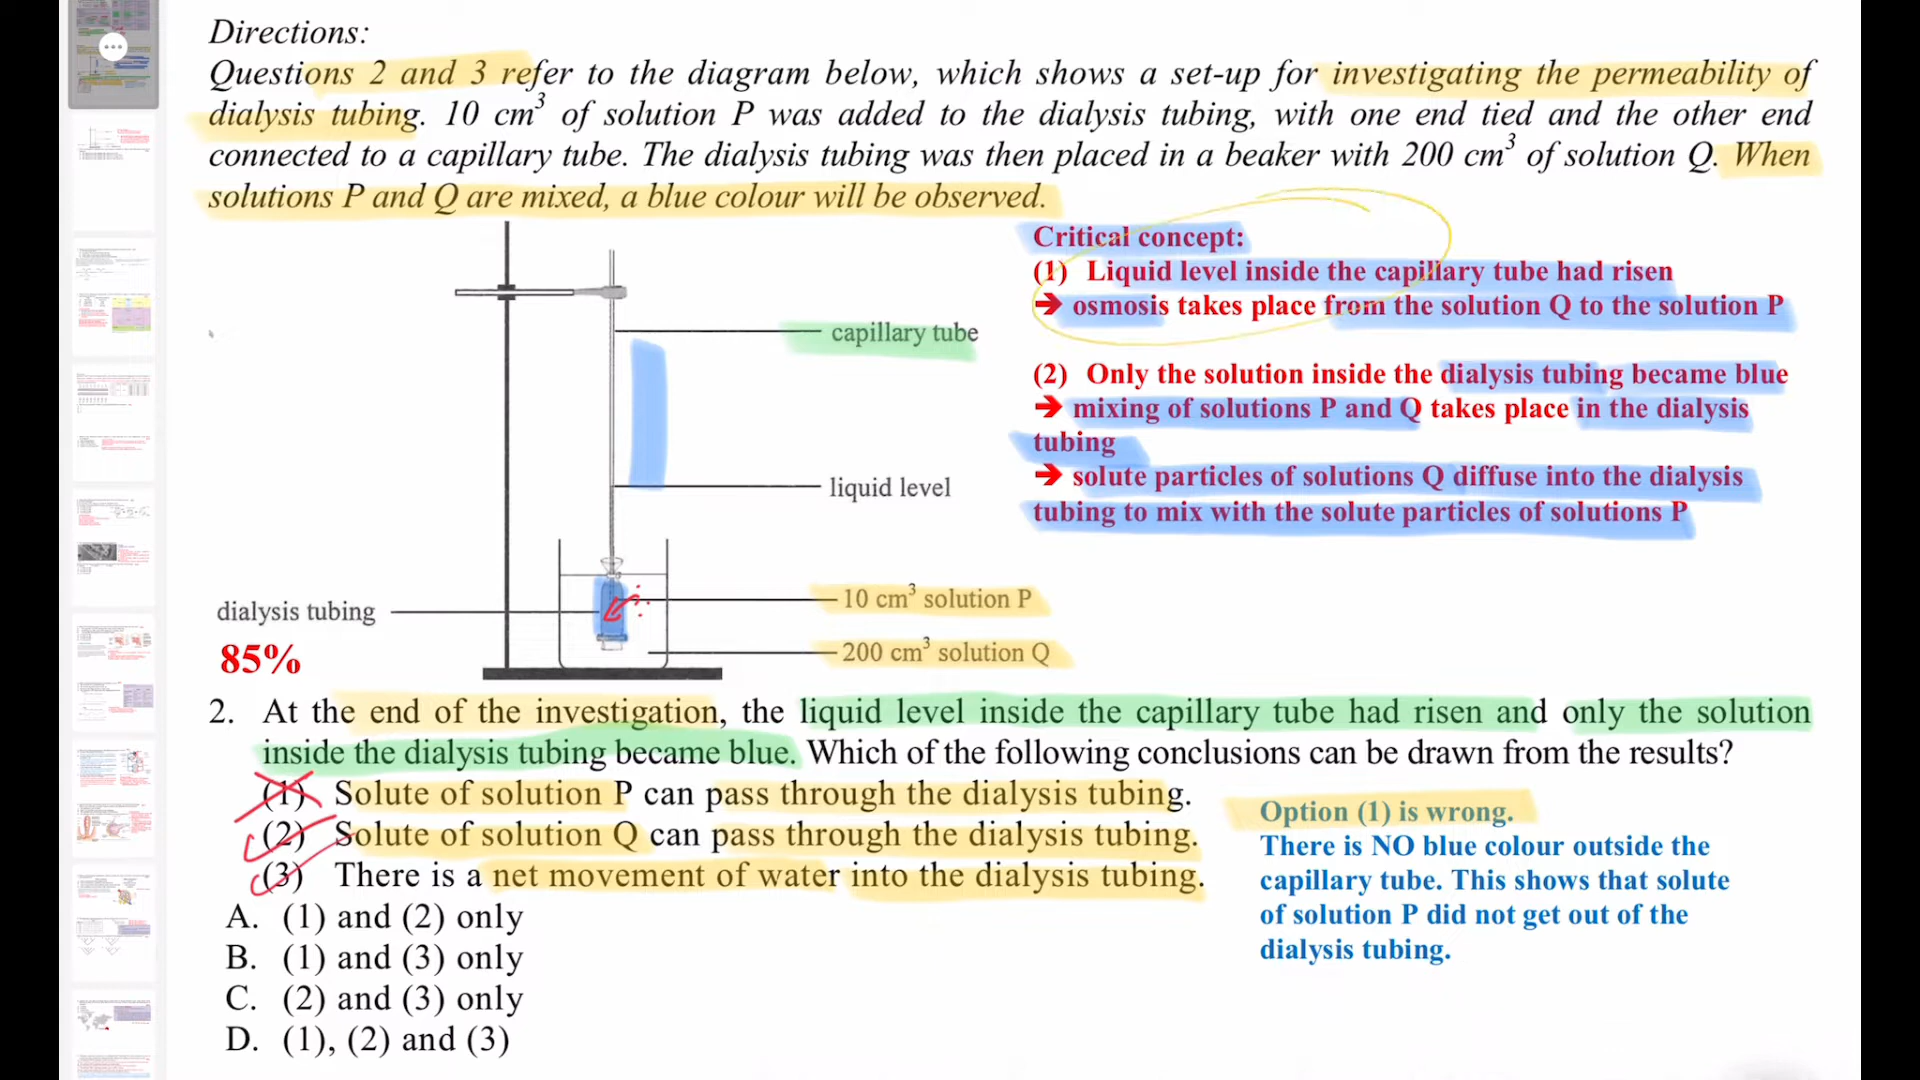 Directions:
Questions 2 and 3 refer to the diagram below, which shows a set-up for investigating the permeability of
dialysis tubing. 10 cm³ of solution P was added to the dialysis tubing, with one end tied and the other end
connected to a capillary tube. The dialysis tubing was then placed in a beaker with 200 cm³ of solution Q. When
solutions P and Q are mixed, a blue colour will be observed.
Critical concept:
(1) Liquid level inside the capillary tube had risen
➔ osmosis takes place from the solution Q to the solution P
(2) Only the solution inside the dialysis tubing became blue
➔ mixing of solutions P and Q takes place in the dialysis
tubing
➔ solute particles of solutions Q diffuse into the dialysis
tubing to mix with the solute particles of solutions P
capillary tube
liquid level
10 cm³ solution P
dialysis tubing
200 cm³ solution Q
85%
2. At the end of the investigation, the liquid level inside the capillary tube had risen and only the solution
inside the dialysis tubing became blue. Which of the following conclusions can be drawn from the results?
(1) Solute of solution P can pass through the dialysis tubing.
(2) Solute of solution Q can pass through the dialysis tubing.
(3) There is a net movement of water into the dialysis tubing.
A. (1) and (2) only
B. (1) and (3) only
C. (2) and (3) only
D. (1), (2) and (3)
Option (1) is wrong.
There is NO blue colour outside the
capillary tube. This shows that solute
of solution P did not get out of the
dialysis tubing.